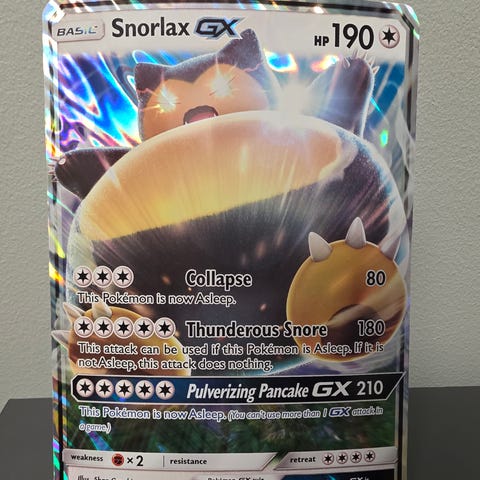 BASIC Snorlax GX HP 190
Collapse 80
This Pokémon is now Asleep.
Thunderous Snore 180
This attack can be used if this Pokémon is Asleep. If it is
not Asleep, this attack does nothing.
Pulverizing Pancake GX 210
This Pokémon is now Asleep. (You can't use more than 1 GX attack in
a game.)
weakness ×2 resistance retreat